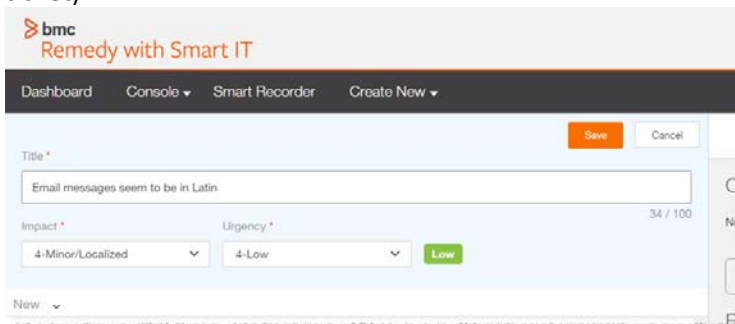 bmc
Remedy with Smart IT
Dashboard Console Smart Recorder Create New
Save Cancel
Title *
Email messages seem to be in Latin
34 / 100
Impact * Urgency *
4-Minor/Localized 4-Low Low
New